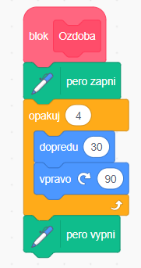 blok Ozdoba
pero zapni
opakuj 4
dopredu 30
vpravo 90
pero vypni